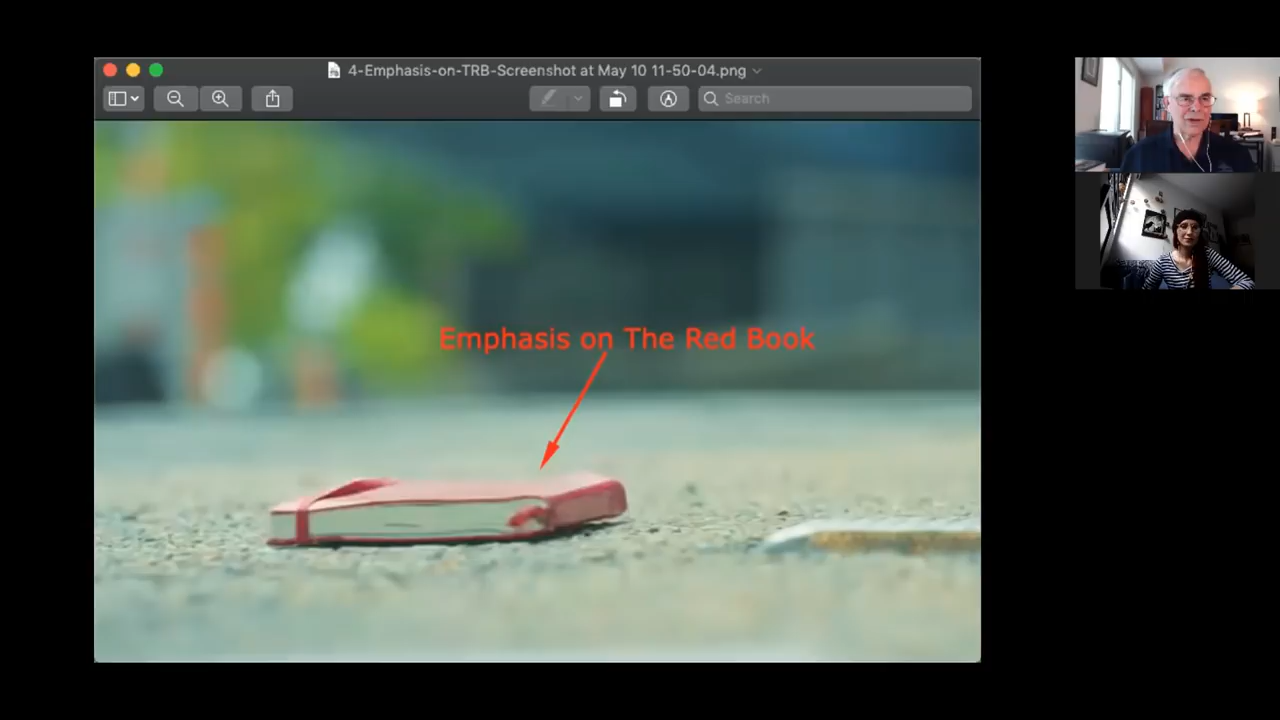 4-Emphasis-on-TRB-Screenshot at May 10 11-50-04.png
Search
Emphasis on The Red Book